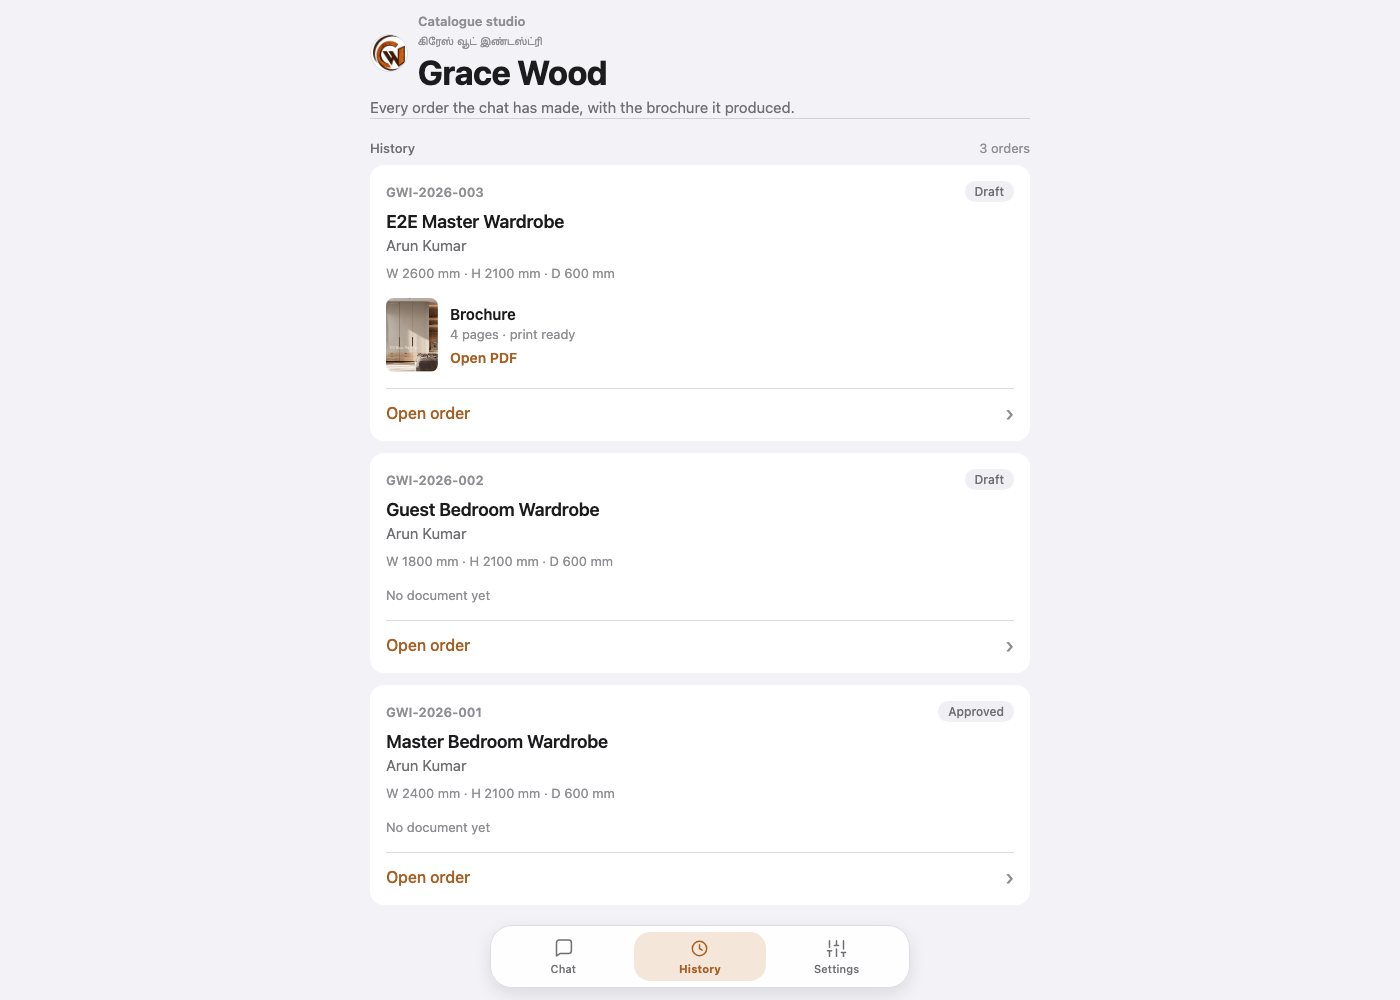 Catalogue studio
கிரேஸ் வூட் இண்டஸ்ட்ரி
Grace Wood
Every order the chat has made, with the brochure it produced.
History
3 orders
GWI-2026-003
Draft
E2E Master Wardrobe
Arun Kumar
W 2600 mm · H 2100 mm · D 600 mm
Brochure
4 pages · print ready
Open PDF
Open order
GWI-2026-002
Draft
Guest Bedroom Wardrobe
Arun Kumar
W 1800 mm · H 2100 mm · D 600 mm
No document yet
Open order
GWI-2026-001
Approved
Master Bedroom Wardrobe
Arun Kumar
W 2400 mm · H 2100 mm · D 600 mm
No document yet
Open order
Chat
History
Settings